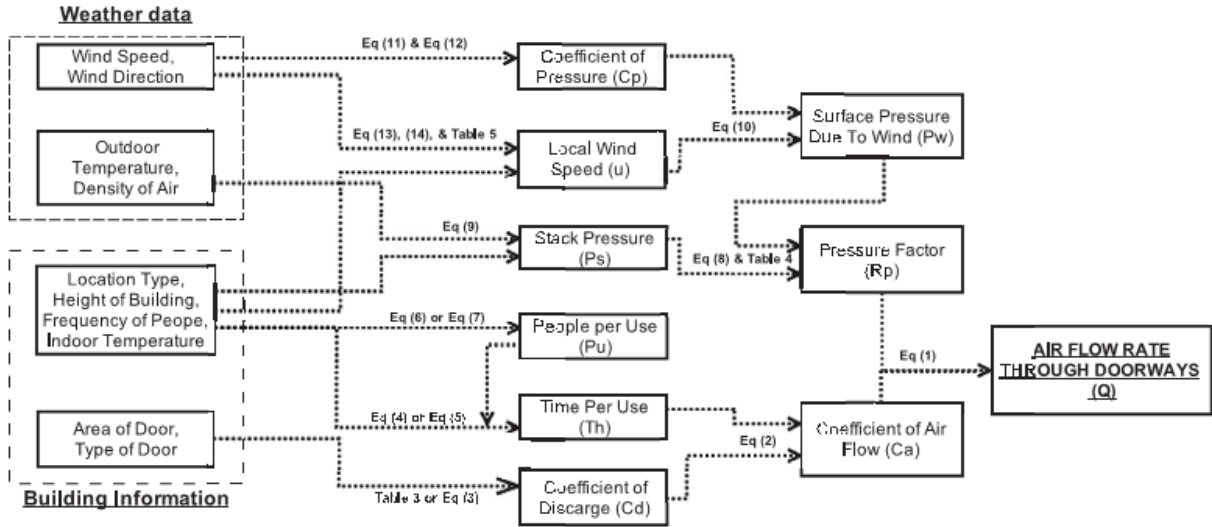 Weather data
Wind Speed,
Wind Direction
Outdoor
Temperature,
Density of Air
Location Type,
Height of Building,
Frequency of Peope,
Indoor Temperature
Area of Door,
Type of Door
Building Information
Eq (11) & Eq (12)
Eq (13), (14), & Table 5
Eq (9)
Eq (6) or Eq (7)
Eq (4) or Eq (5)
Table 3 or Eq (3)
Coefficient of
Pressure (Cp)
Local Wind
Speed (u)
Stack Pressure
(Ps)
People per Use
(Pu)
Time Per Use
(Th)
Coefficient of
Discarge (Cd)
Eq (10)
Eq (8) & Table 4
Eq (2)
Surface Pressure
Due To Wind (Pw)
Pressure Factor
(Rp)
Coefficient of Air
Flow (Ca)
Eq (1)
AIR FLOW RATE
THROUGH DOORWAYS
(Q)